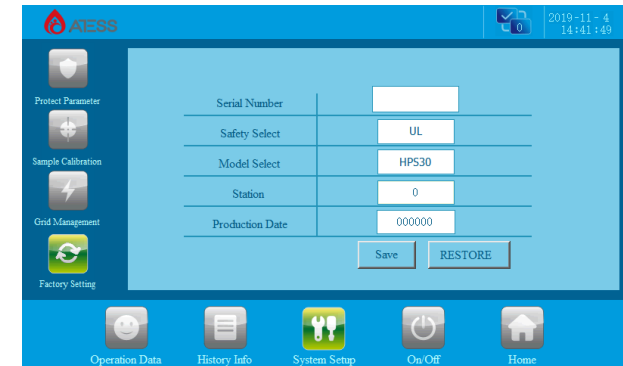 ATESS
0
2019-11-4
14:41:49
Protect Parameter
Sample Calibration
Grid Management
Factory Setting
Serial Number
Safety Select UL
Model Select HPS30
Station 0
Production Date 000000
Save RESTORE
Operation Data History Info System Setup On/Off Home